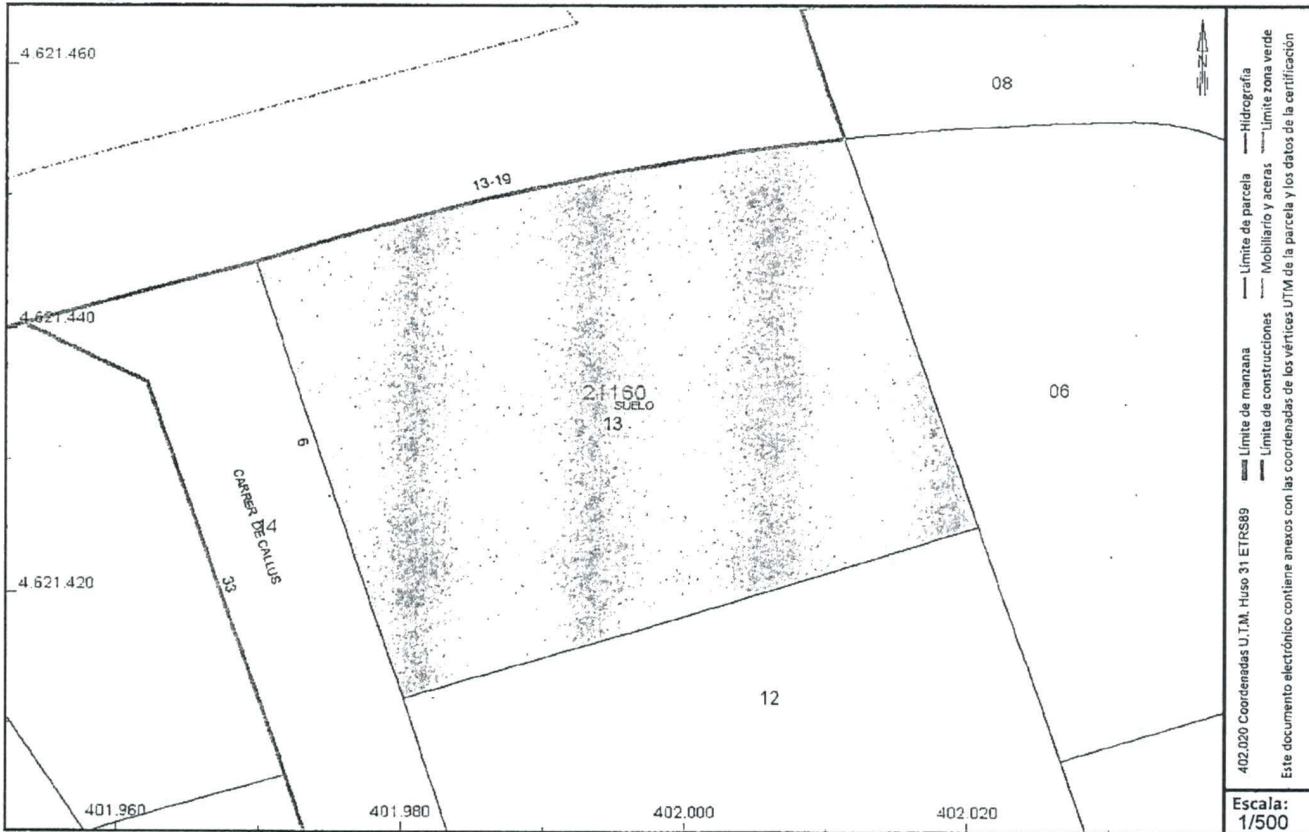 4.621.460
08
13-19
4.621.440
21160
SUELO
13
06
6
CARRER DE CALLUS
14
33
4.621.420
12
401.960
401.980
402.000
402.020
N
402.020 Coordenadas U.T.M. Huso 31 ETRS89
Límite de manzana
Límite de parcela
Hidrografía
Límite de construcciones
Mobiliario y aceras
Límite zona verde
Este documento electrónico contiene anexos con las coordenadas de los vértices UTM de la parcela y los datos de la certificación
Escala:
1/500